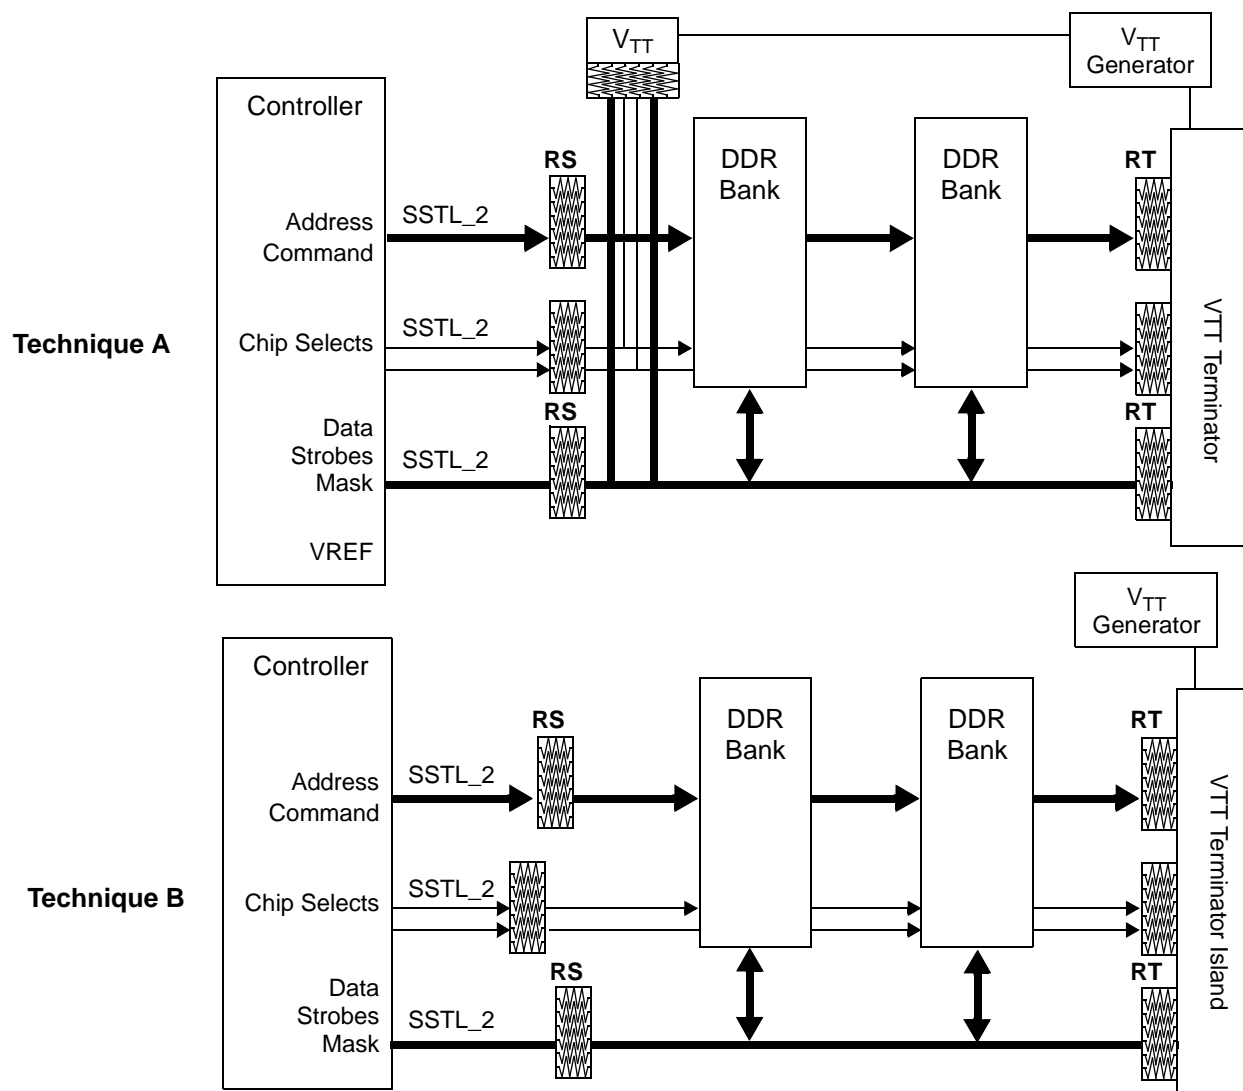 VTT
VTT
Generator
Controller
RS
DDR
Bank
DDR
Bank
RT
Address
Command
SSTL_2
Technique A
Chip Selects
SSTL_2
VTT Terminator
RS
RT
Data
Strobes
Mask
SSTL_2
VREF
VTT
Generator
Controller
RS
DDR
Bank
DDR
Bank
RT
Address
Command
SSTL_2
Technique B
Chip Selects
SSTL_2
VTT Terminator Island
RS
RT
Data
Strobes
Mask
SSTL_2